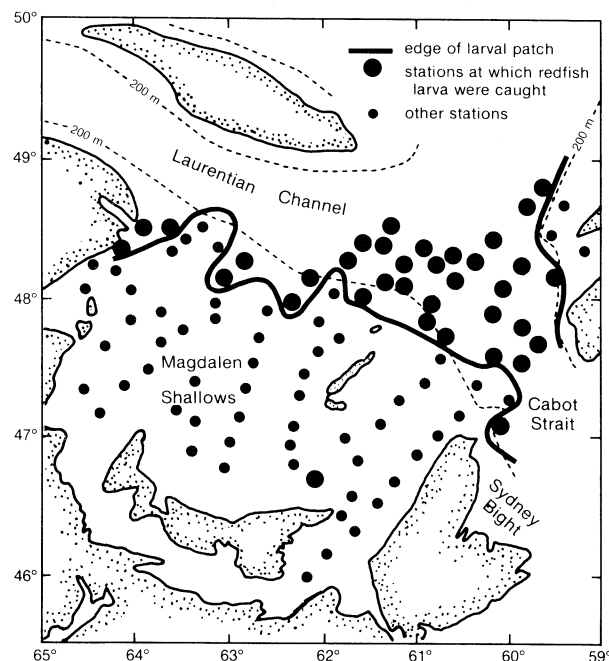 50°
edge of larval patch
stations at which redfish
larva were caught
other stations
200 m
200 m
200 m
49°
Laurentian Channel
48°
Magdalen
Shallows
47°
Cabot
Strait
Sydney
Bight
46°
65° 64° 63° 62° 61° 60° 59°